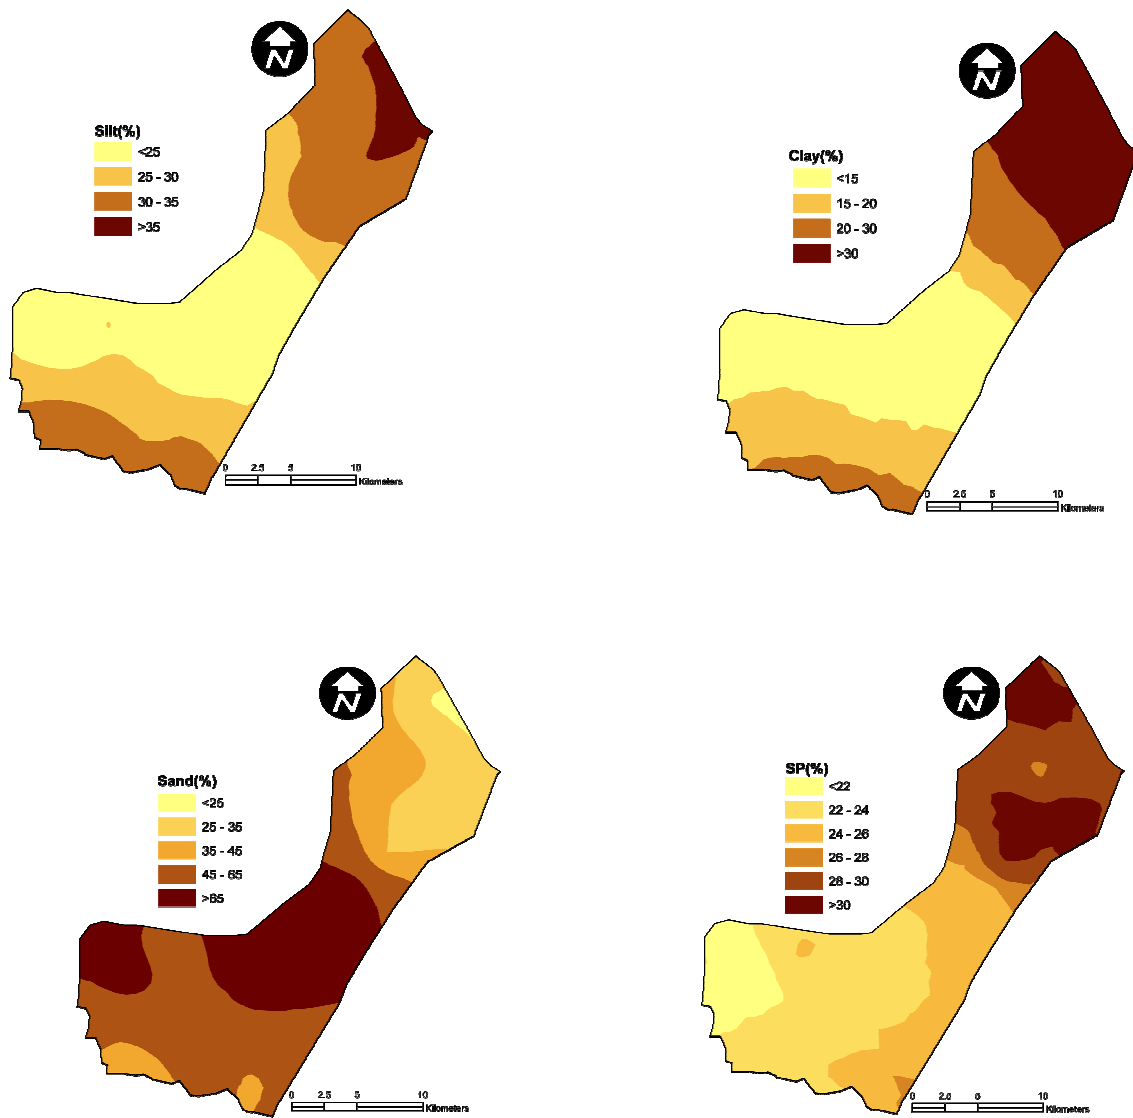 N
Silt(%)
<25
25 - 30
30 - 35
>35
0 2.5 5 10
Kilometers
N
Clay(%)
<15
15 - 20
20 - 30
>30
0 2.5 5 10
Kilometers
N
Sand(%)
<25
25 - 35
35 - 45
45 - 65
>65
0 2.5 5 10
Kilometers
N
SP(%)
<22
22 - 24
24 - 26
26 - 28
28 - 30
>30
0 2.5 5 10
Kilometers